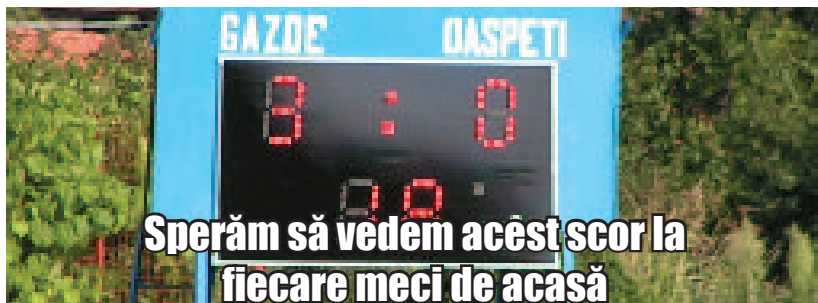 GAZDE OASPETI
3 : 0
Sperăm să vedem acest scor la
fiecare meci de acasă